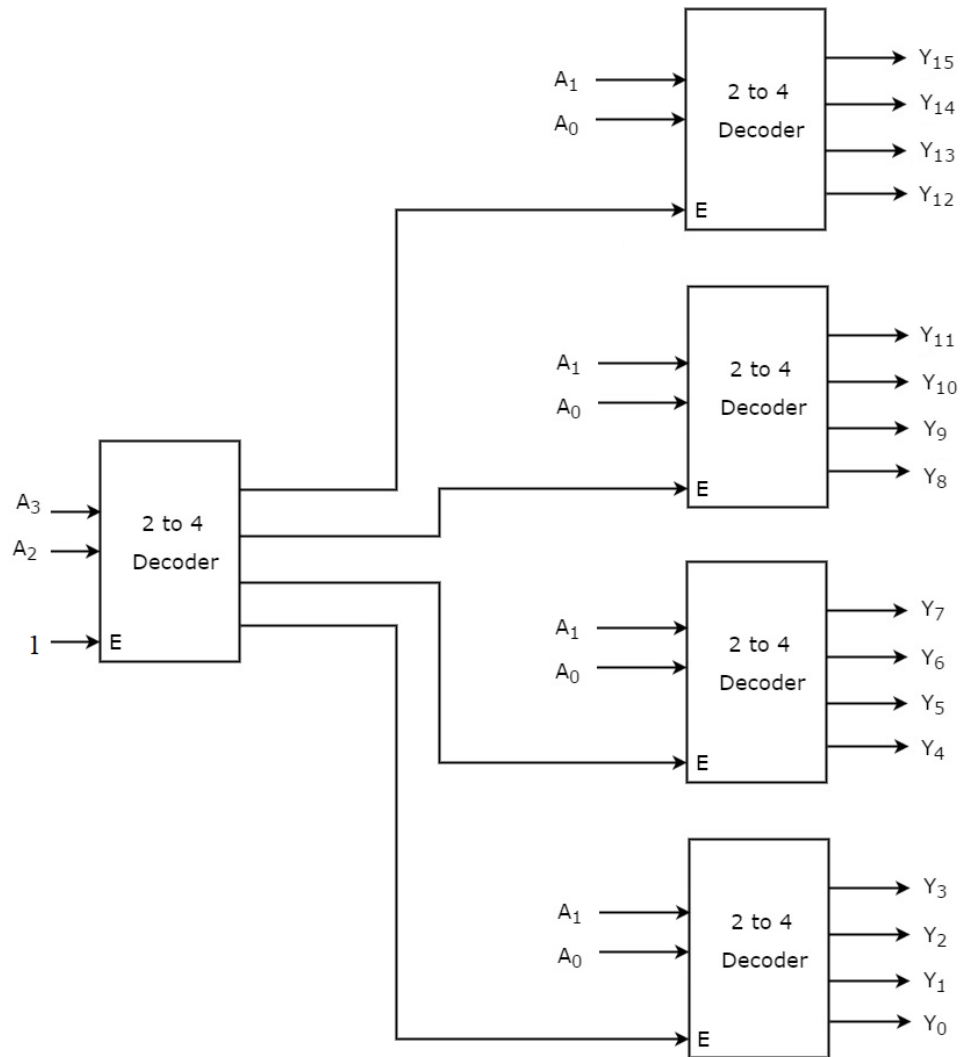 A₁
A₀
2 to 4
Decoder
E
Y₁₅
Y₁₄
Y₁₃
Y₁₂
A₁
A₀
2 to 4
Decoder
E
Y₁₁
Y₁₀
Y₉
Y₈
A₃
A₂
1
2 to 4
Decoder
E
A₁
A₀
2 to 4
Decoder
E
Y₇
Y₆
Y₅
Y₄
A₁
A₀
2 to 4
Decoder
E
Y₃
Y₂
Y₁
Y₀